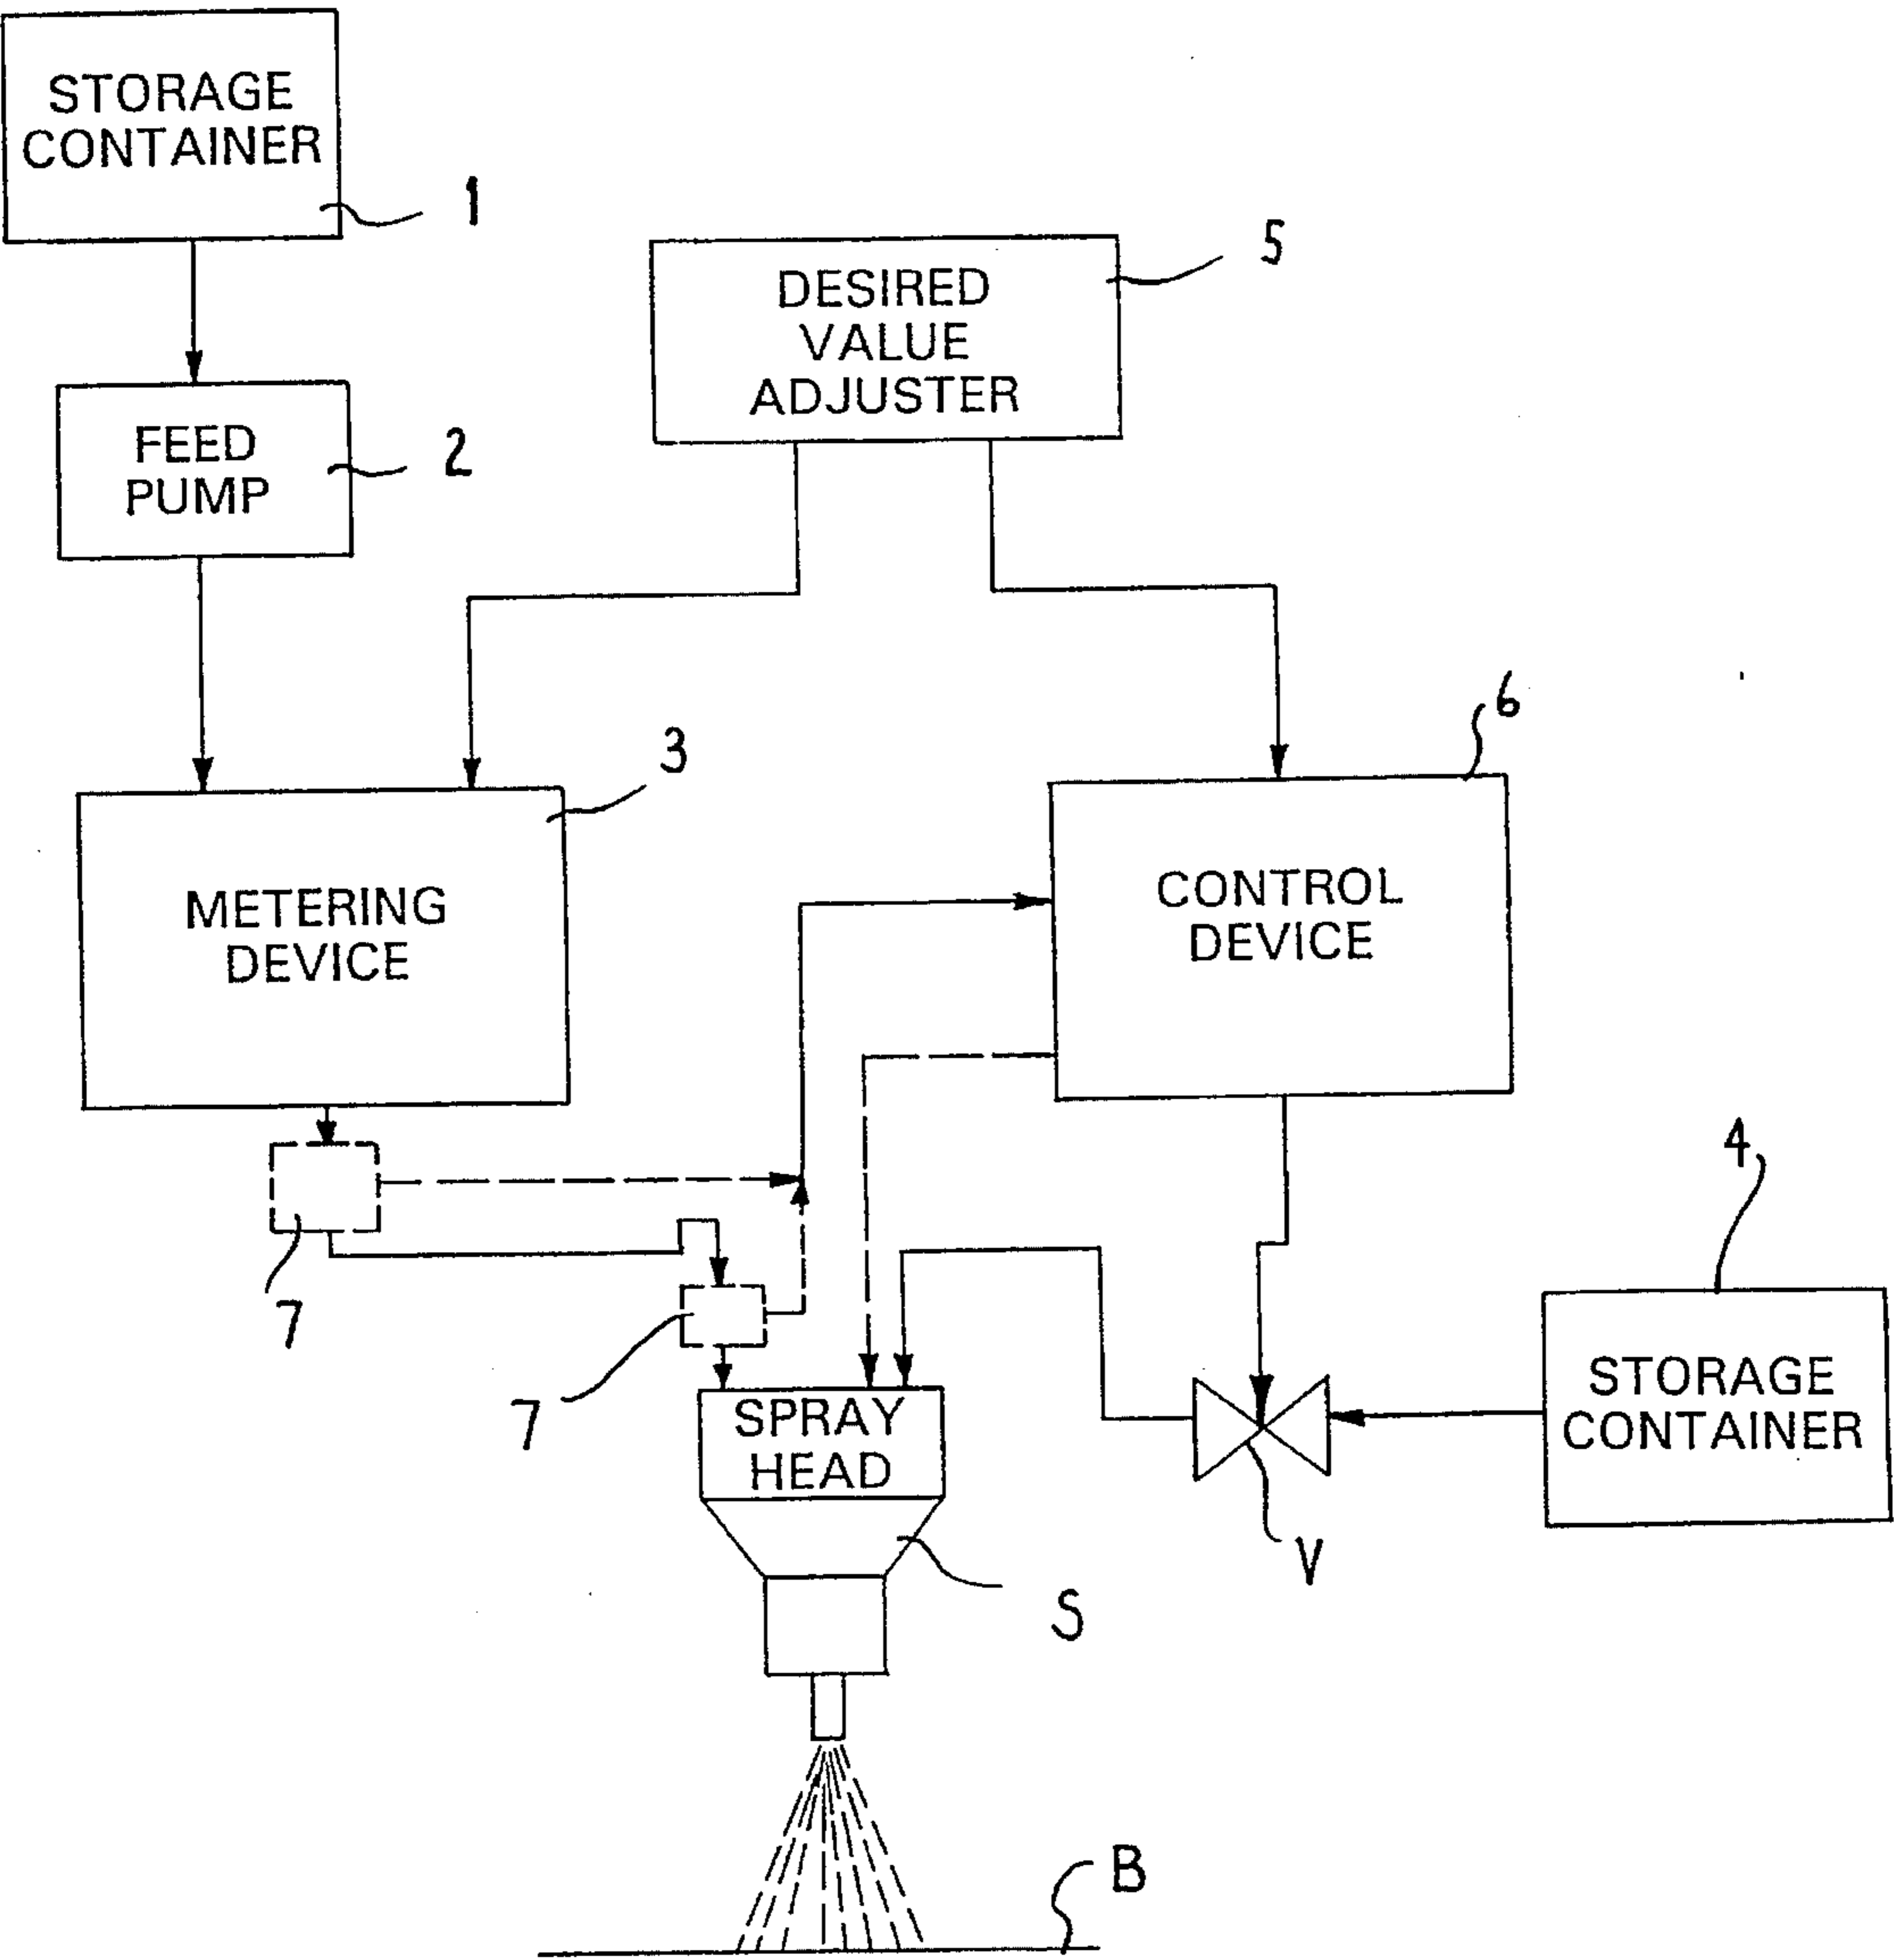 STORAGE
CONTAINER
1
DESIRED
VALUE
ADJUSTER
5
FEED
PUMP
2
3
6
METERING
DEVICE
CONTROL
DEVICE
4
7
7
SPRAY
HEAD
STORAGE
CONTAINER
V
S
B